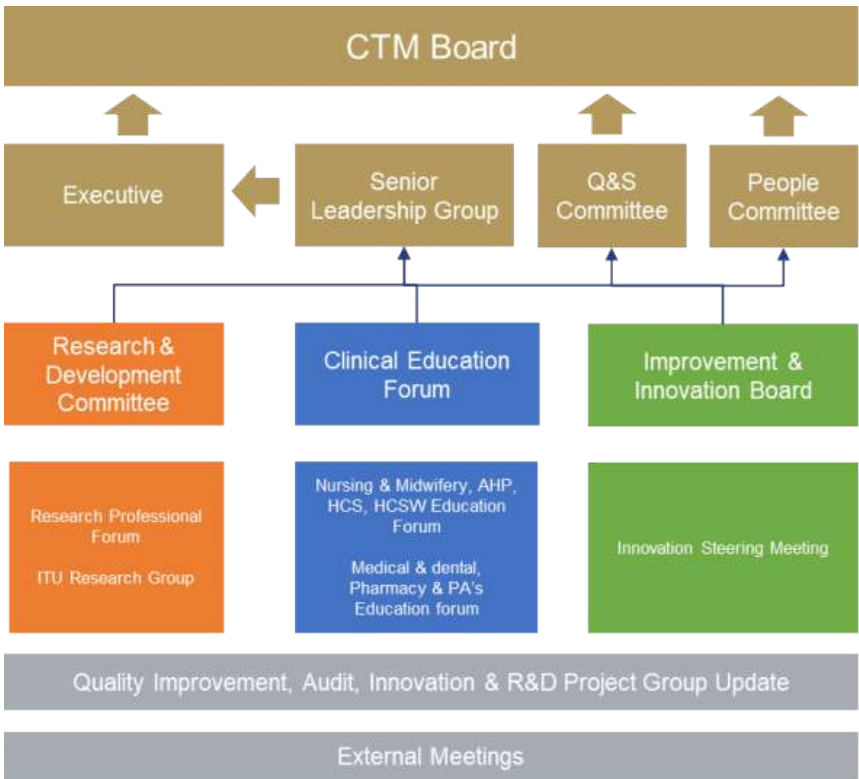 CTM Board
Executive
Senior
Leadership Group
Q&S
Committee
People
Committee
Research &
Development
Committee
Clinical Education
Forum
Improvement &
Innovation Board
Research Professional
Forum
ITU Research Group
Nursing & Midwifery, AHP,
HCS, HCSW Education
Forum
Medical & dental,
Pharmacy & PA's
Education forum
Innovation Steering Meeting
Quality Improvement, Audit, Innovation & R&D Project Group Update
External Meetings